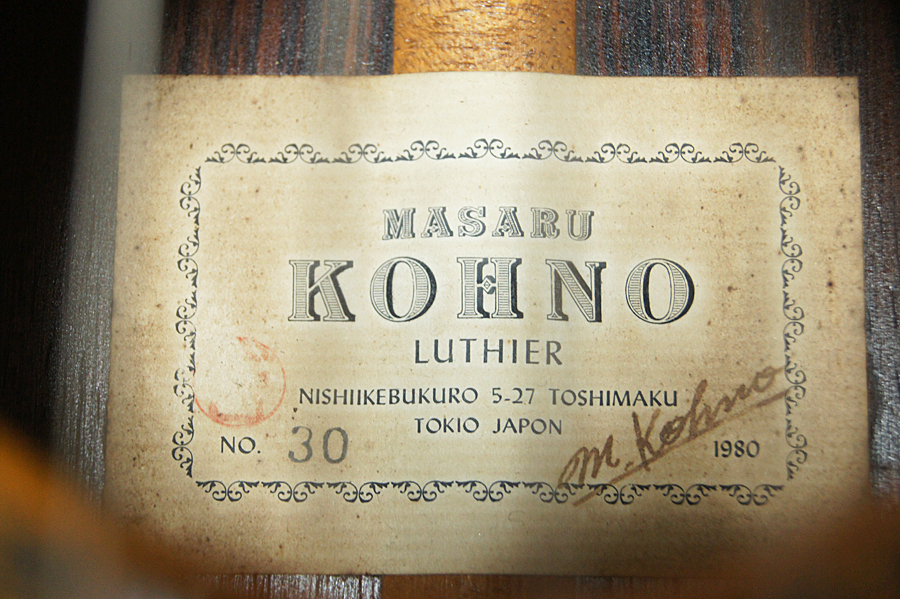 MASARU
KOHNO
LUTHIER
NISHIIKEBUKURO 5-27 TOSHIMAKU
TOKIO JAPON
NO. 30
M. Kohno
1980